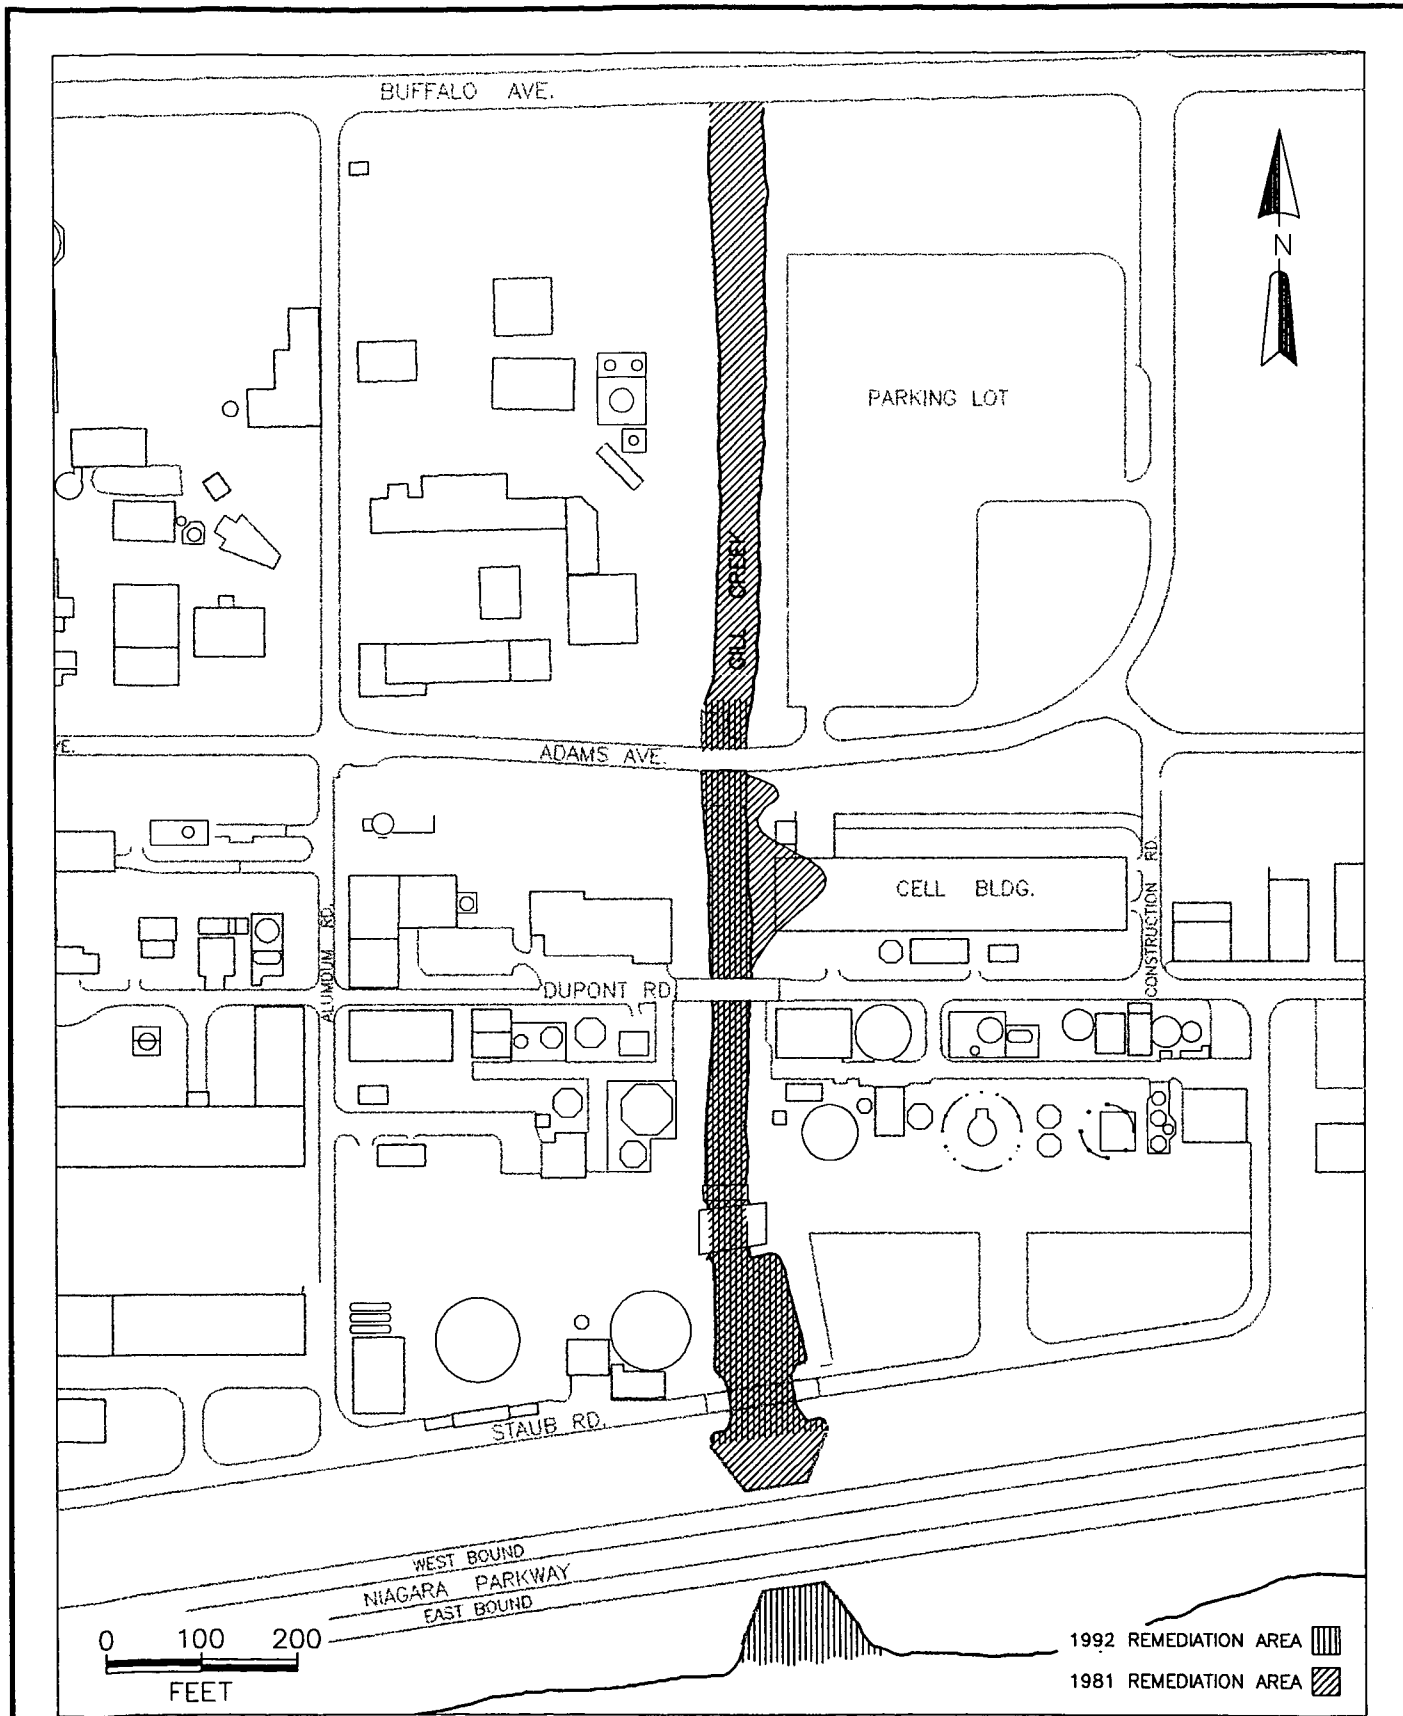 BUFFALO AVE.
N
PARKING LOT
GILL CREEK
VE.
ADAMS AVE.
CELL BLDG.
CONSTRUCTION RD.
ALUMDUM RD.
DUPONT RD
STAUB RD.
WEST BOUND
NIAGARA PARKWAY
EAST BOUND
0 100 200
FEET
1992 REMEDIATION AREA
1981 REMEDIATION AREA